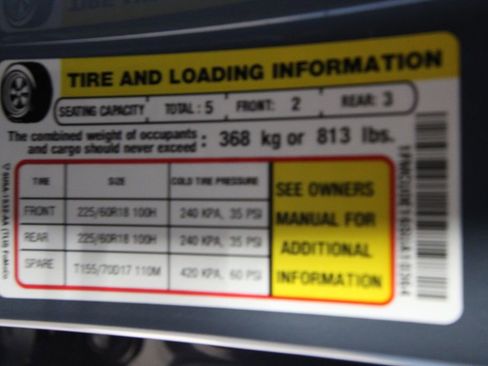 TIRE AND LOADING INFORMATION
SEATING CAPACITY TOTAL : 5 FRONT: 2 REAR: 3
The combined weight of occupants and cargo should never exceed : 368 kg or 813 lbs.
TIRE SIZE COLD TIRE PRESSURE
FRONT 225/60R18 100H 240 KPA, 35 PSI
REAR 225/60R18 100H 240 KPA, 35 PSI
SPARE T155/70D17 110M 420 KPA, 60 PSI
SEE OWNERS
MANUAL FOR
ADDITIONAL
INFORMATION